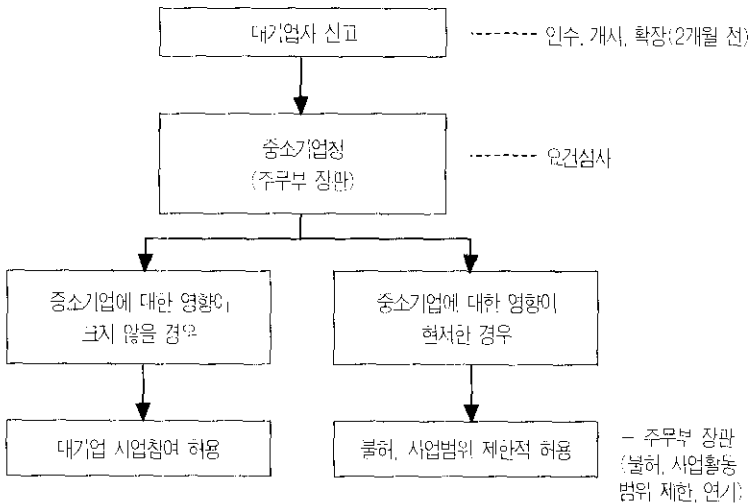 대기업자 신고
인수, 개시, 확장(2개월 전)
중소기업청
(주무부 장관)
요건심사
중소기업에 대한 영향이
크지 않을 경우
중소기업에 대한 영향이
현저한 경우
대기업 사업참여 허용
불허, 사업범위 제한적 허용
- 주무부 장관
(불허, 사업활동
범위 제한, 연기)